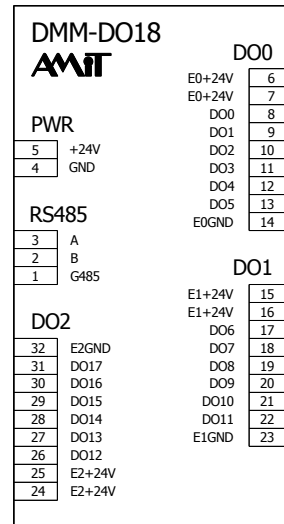 DMM-DO18
AMiT
PWR
5 +24V
4 GND
RS485
3 A
2 B
1 G485
DO2
32 E2GND
31 DO17
30 DO16
29 DO15
28 DO14
27 DO13
26 DO12
25 E2+24V
24 E2+24V
DO0
E0+24V 6
E0+24V 7
DO0 8
DO1 9
DO2 10
DO3 11
DO4 12
DO5 13
E0GND 14
DO1
E1+24V 15
E1+24V 16
DO6 17
DO7 18
DO8 19
DO9 20
DO10 21
DO11 22
E1GND 23